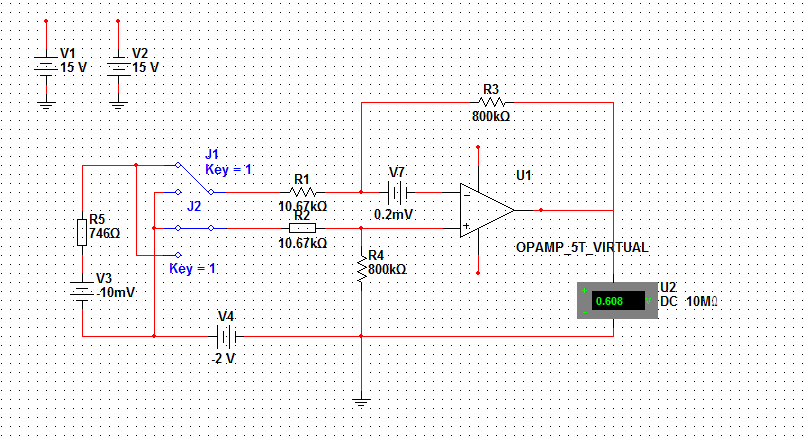 V1
15 V
V2
15 V
R3
800kΩ
J1
Key = 1
V7
0.2mV
U1
R1
10.67kΩ
J2
R2
10.67kΩ
R5
746Ω
OPAMP_5T_VIRTUAL
R4
800kΩ
Key = 1
V3
-10mV
U2
DC 10MΩ
0.608
V
V4
-2 V